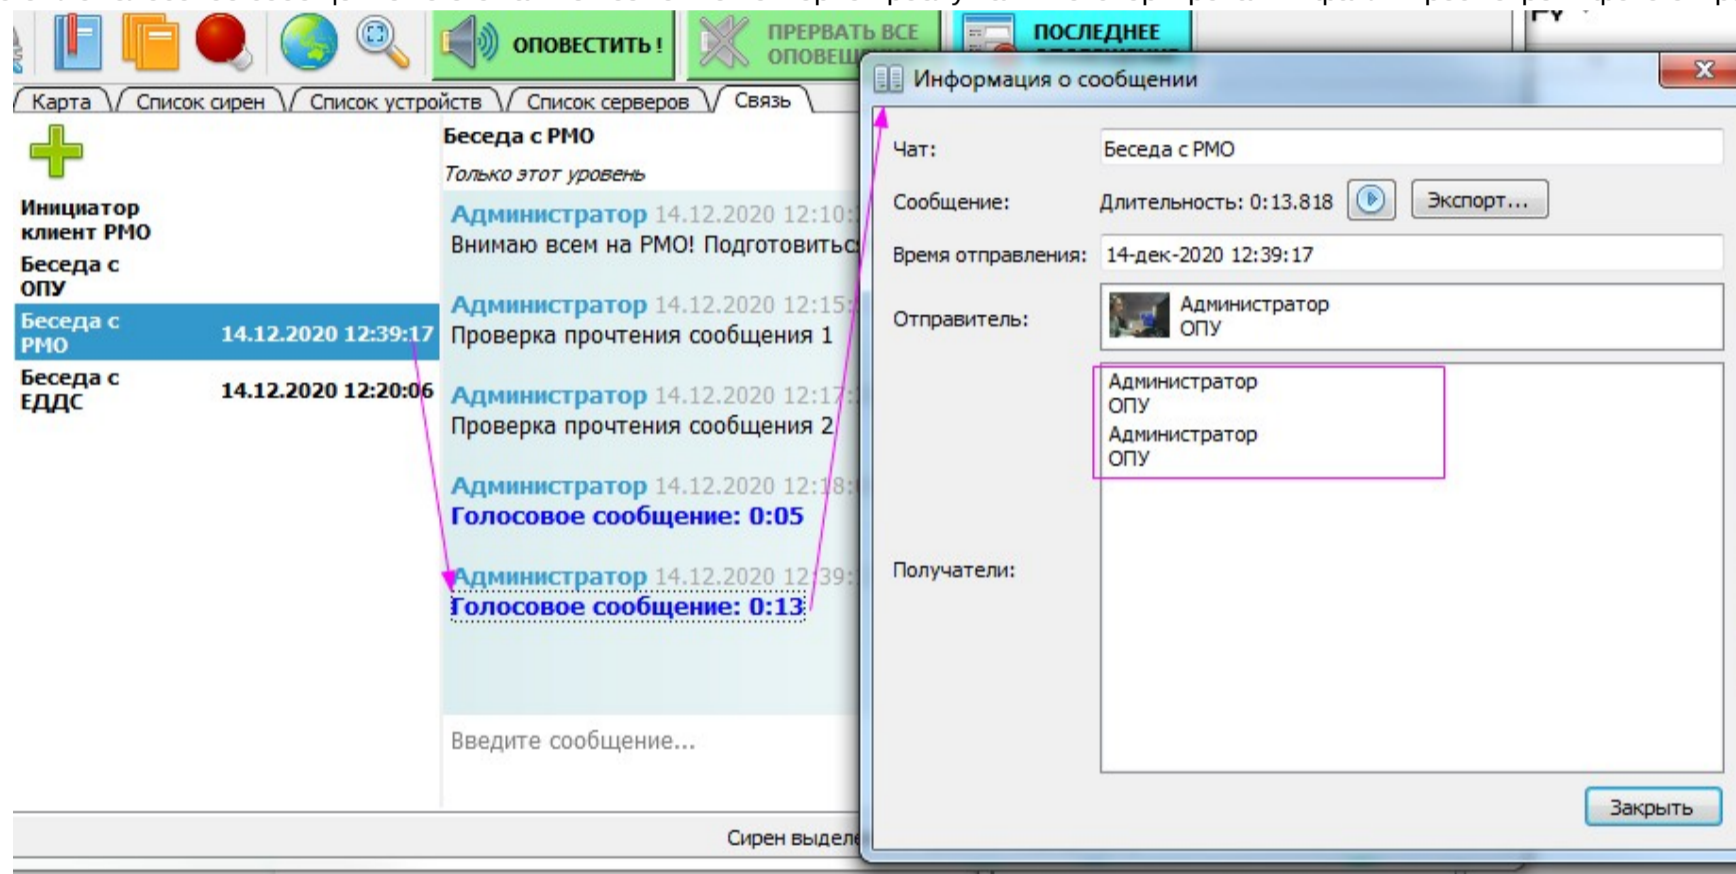 ОПОВЕСТИТЬ !
ПРЕРВАТЬ ВСЕ
ПОСЛЕДНЕЕ
Карта
Список сирен
Список устройств
Список серверов
Связь
Инициатор
клиент РМО
Беседа с
ОПУ
Беседа с
РМО
14.12.2020 12:39:17
Беседа с
ЕДДС
14.12.2020 12:20:06
Беседа с РМО
Только этот уровень
Администратор 14.12.2020 12:10:
Внимаю всем на РМО! Подготовиться
Администратор 14.12.2020 12:15:
Проверка прочтения сообщения 1
Администратор 14.12.2020 12:17:
Проверка прочтения сообщения 2
Администратор 14.12.2020 12:18:
Голосовое сообщение: 0:05
Администратор 14.12.2020 12:39:
Голосовое сообщение: 0:13
Введите сообщение...
Сирен выделе
Информация о сообщении
Чат:
Беседа с РМО
Сообщение:
Длительность: 0:13.818
Экспорт...
Время отправления:
14-дек-2020 12:39:17
Отправитель:
Администратор
ОПУ
Получатели:
Администратор
ОПУ
Администратор
ОПУ
Закрыть